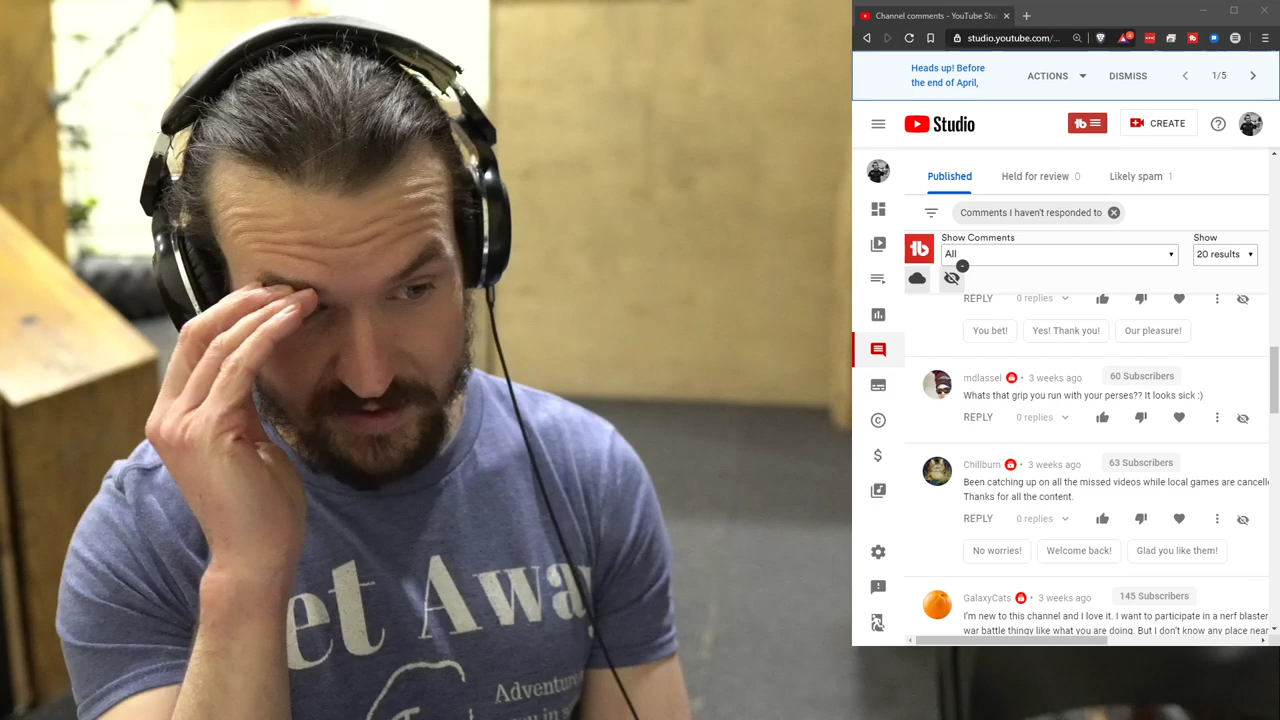 et Away
Adventure
Channel comments - YouTube Stu
studio.youtube.com/...
Heads up! Before
the end of April,
ACTIONS
DISMISS
1/5
Studio
CREATE
Published
Held for review 0
Likely spam 1
Comments I haven't responded to
Show Comments
Show
All
20 results
REPLY
0 replies
You bet!
Yes! Thank you!
Our pleasure!
mdlassel • 3 weeks ago
60 Subscribers
Whats that grip you run with your perses?? It looks sick :)
REPLY
0 replies
Chillburn • 3 weeks ago
63 Subscribers
Been catching up on all the missed videos while local games are cancelle
Thanks for all the content.
REPLY
0 replies
No worries!
Welcome back!
Glad you like them!
GalaxyCats • 3 weeks ago
145 Subscribers
I'm new to this channel and I love it. I want to participate in a nerf blaster
war battle thingy like what you are doing. But I don't know any place near